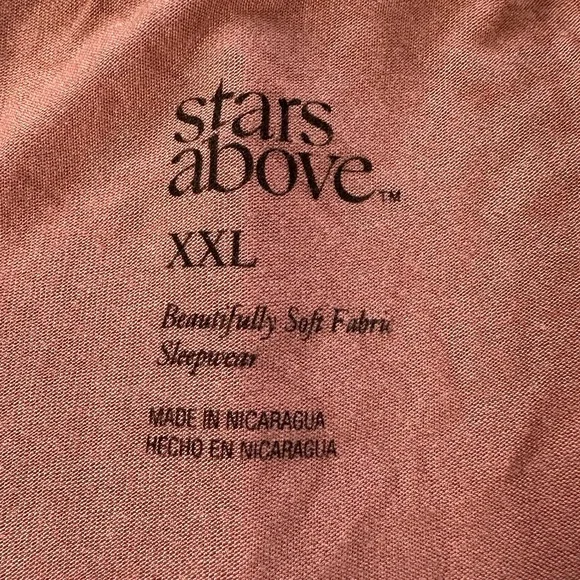 stars
above™
XXL
Beautifully Soft Fabric
Sleepwear
MADE IN NICARAGUA
HECHO EN NICARAGUA